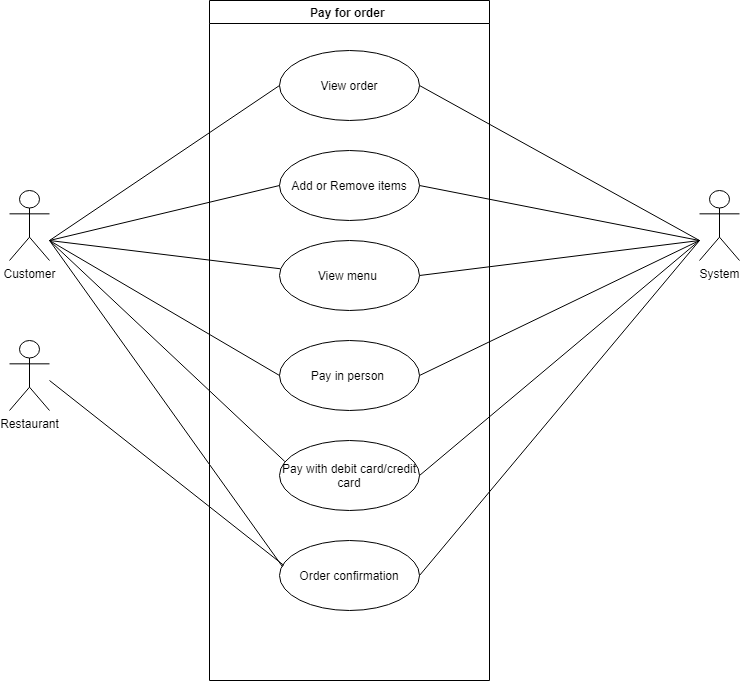 Pay for order
View order
Add or Remove items
Customer
View menu
System
Pay in person
Restaurant
Pay with debit card/credit
card
Order confirmation